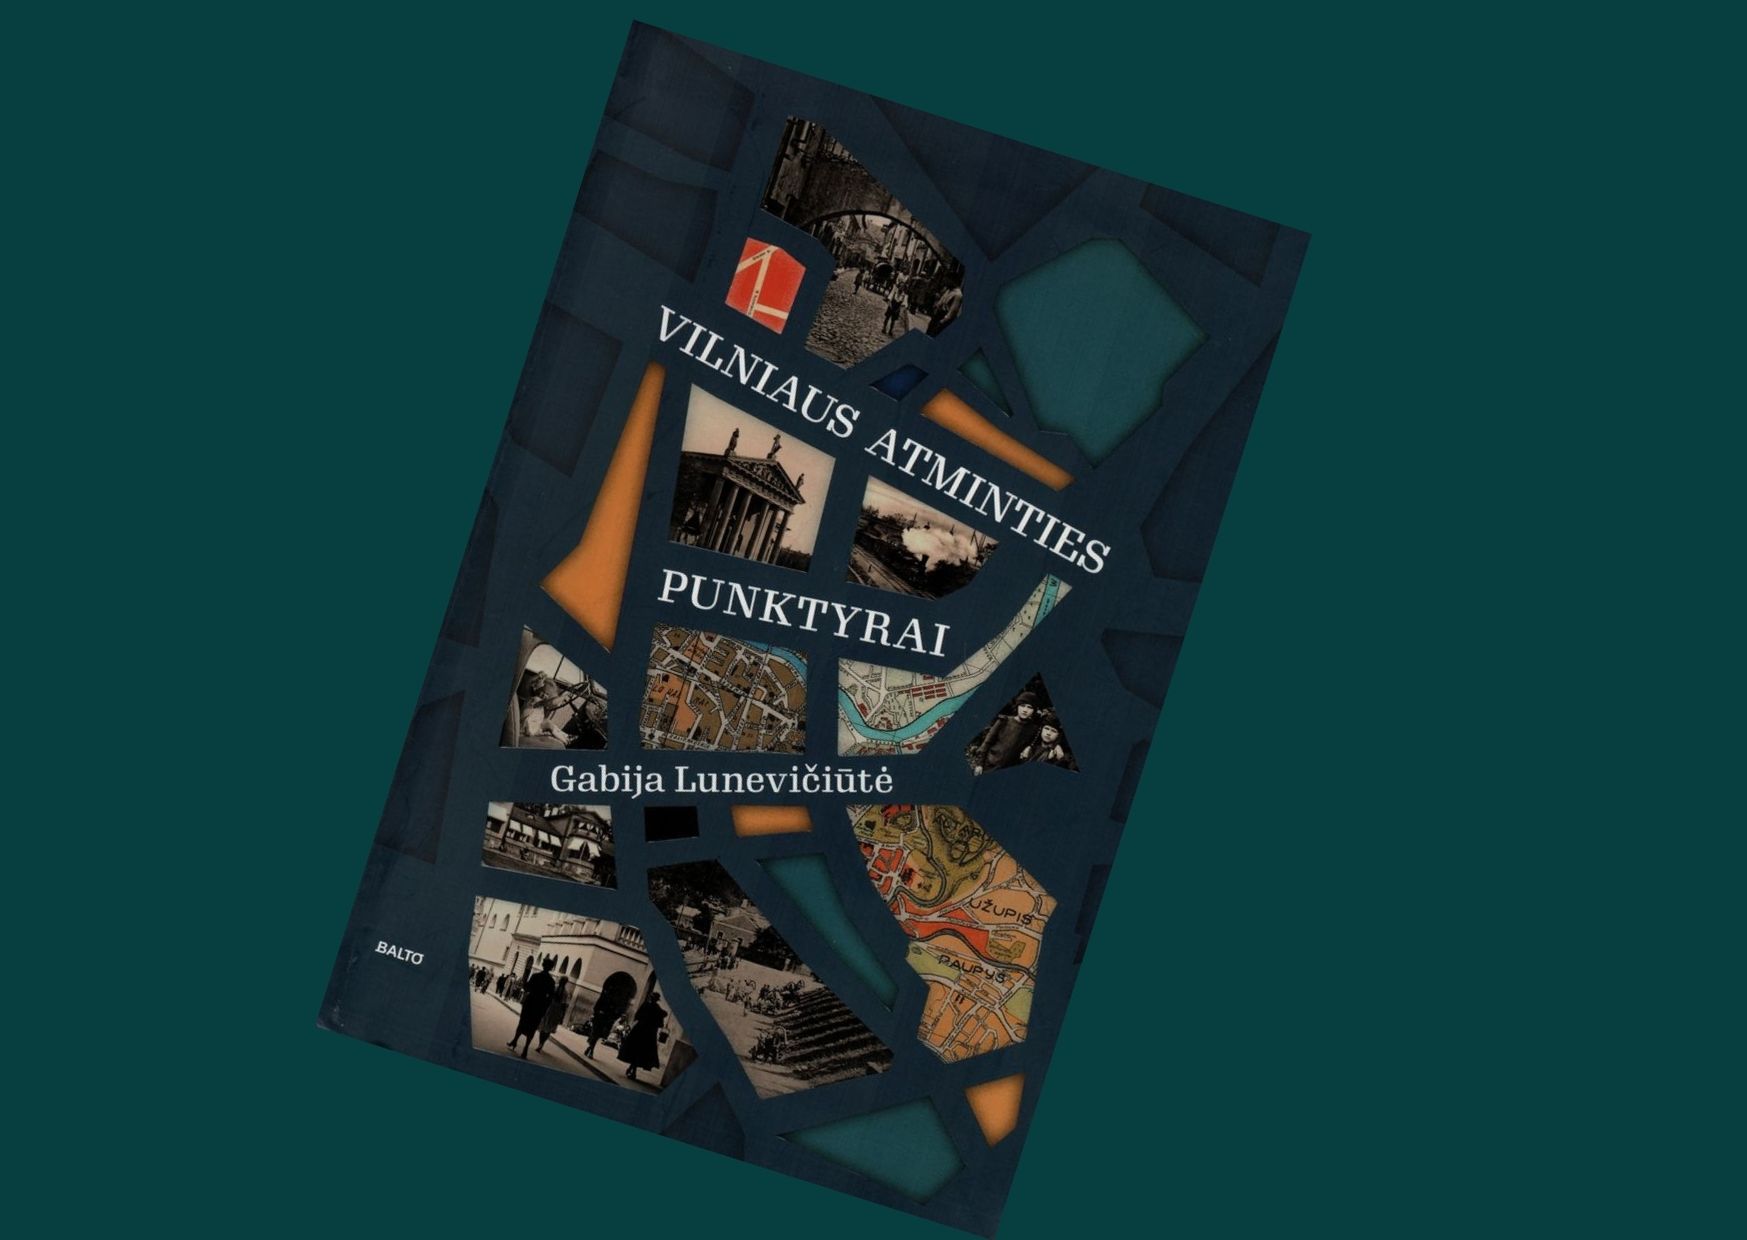 VILNIAUS ATMINTIES
PUNKTYRAI
Gabija Lunevičiūtė
UŽUPIS
PAUPYS
BALTO